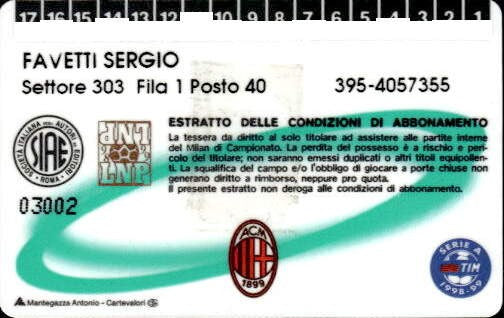 17 16 15 14 13 12 11 10 9 8 7 6 5 4 3 2 1
FAVETTI SERGIO
Settore 303 Fila 1 Posto 40 395-4057355
ESTRATTO DELLE CONDIZIONI DI ABBONAMENTO
La tessera da diritto al solo titolare ad assistere alle partite interne
del Milan di Campionato. La perdita del possesso è a rischio e peri-
colo del titolare; non saranno emessi duplicati o altri titoli equipollen-
ti. La squalifica del campo e/o l'obbligo di giocare a porte chiuse non
generano diritto a rimborso, neppure pro quota.
Il presente estratto non deroga alle condizioni di abbonamento.
SOCIETÀ ITALIANA DEGLI AUTORI ED EDITORI
SIAE
ROMA
LNP
LNP
03002
ACM
1899
SERIE A
TIM
1998-99
Mantegazza Antonio - Cartevalori